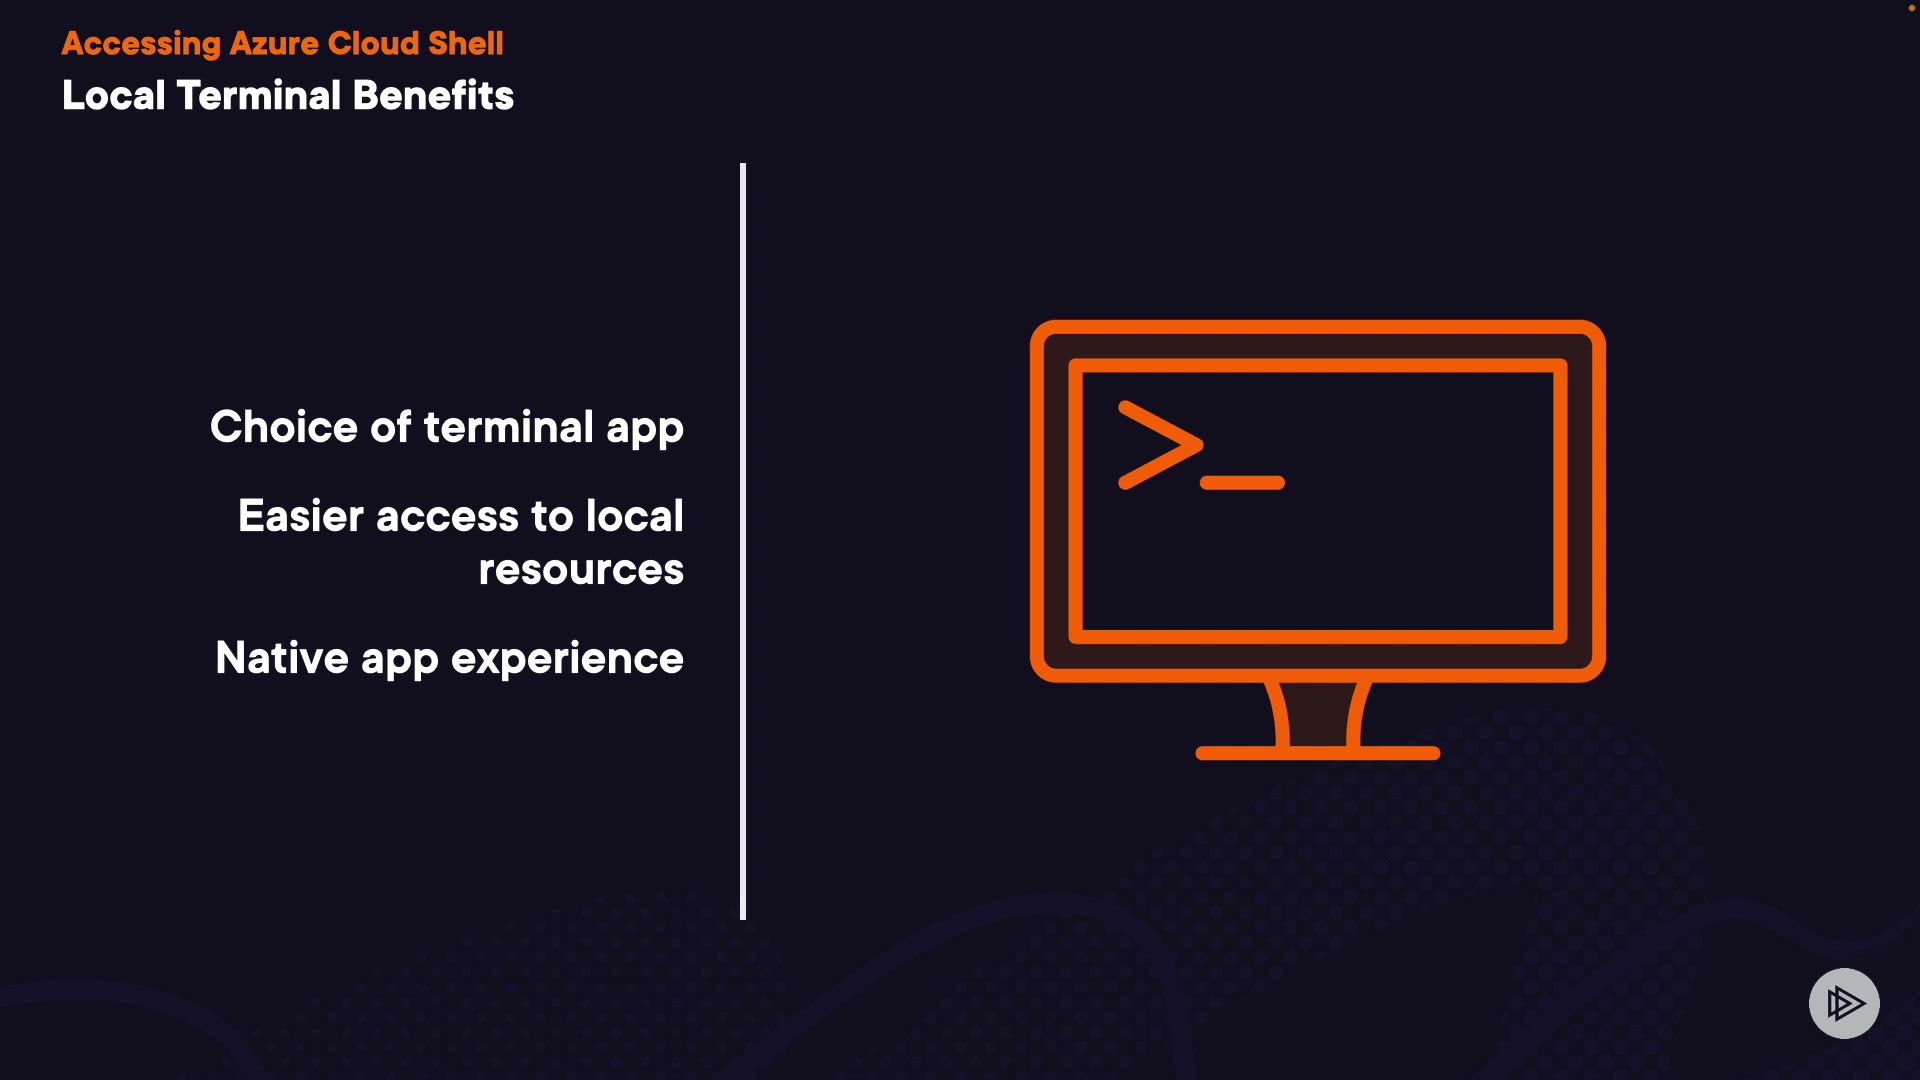 Accessing Azure Cloud Shell
Local Terminal Benefits
Choice of terminal app
Easier access to local
resources
Native app experience
>_